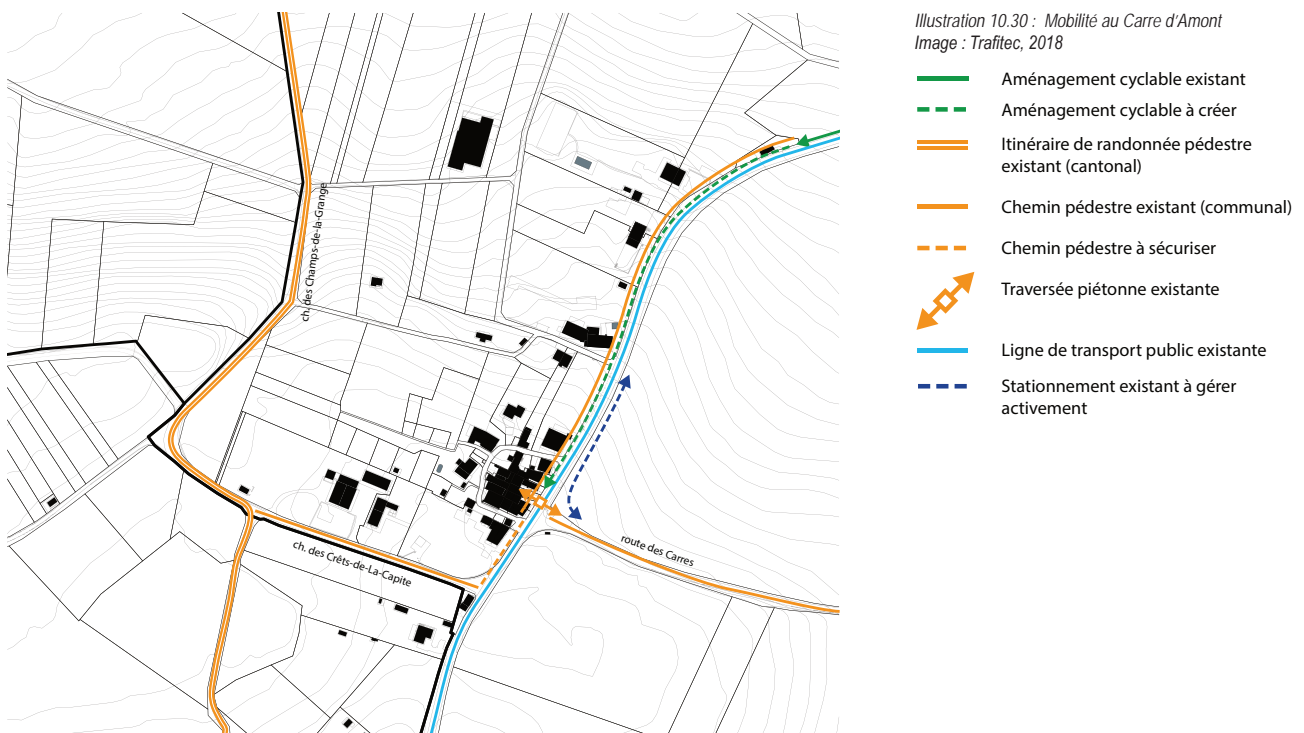 Illustration 10.30 : Mobilité au Carre d'Amont
Image : Trafitec, 2018
Aménagement cyclable existant
Aménagement cyclable à créer
Itinéraire de randonnée pédestre
existant (cantonal)
Chemin pédestre existant (communal)
Chemin pédestre à sécuriser
Traversée piétonne existante
Ligne de transport public existante
Stationnement existant à gérer
activement
ch. des Champs-de-la-Grange
ch. des Crêts-de-La-Capite
route des Carres